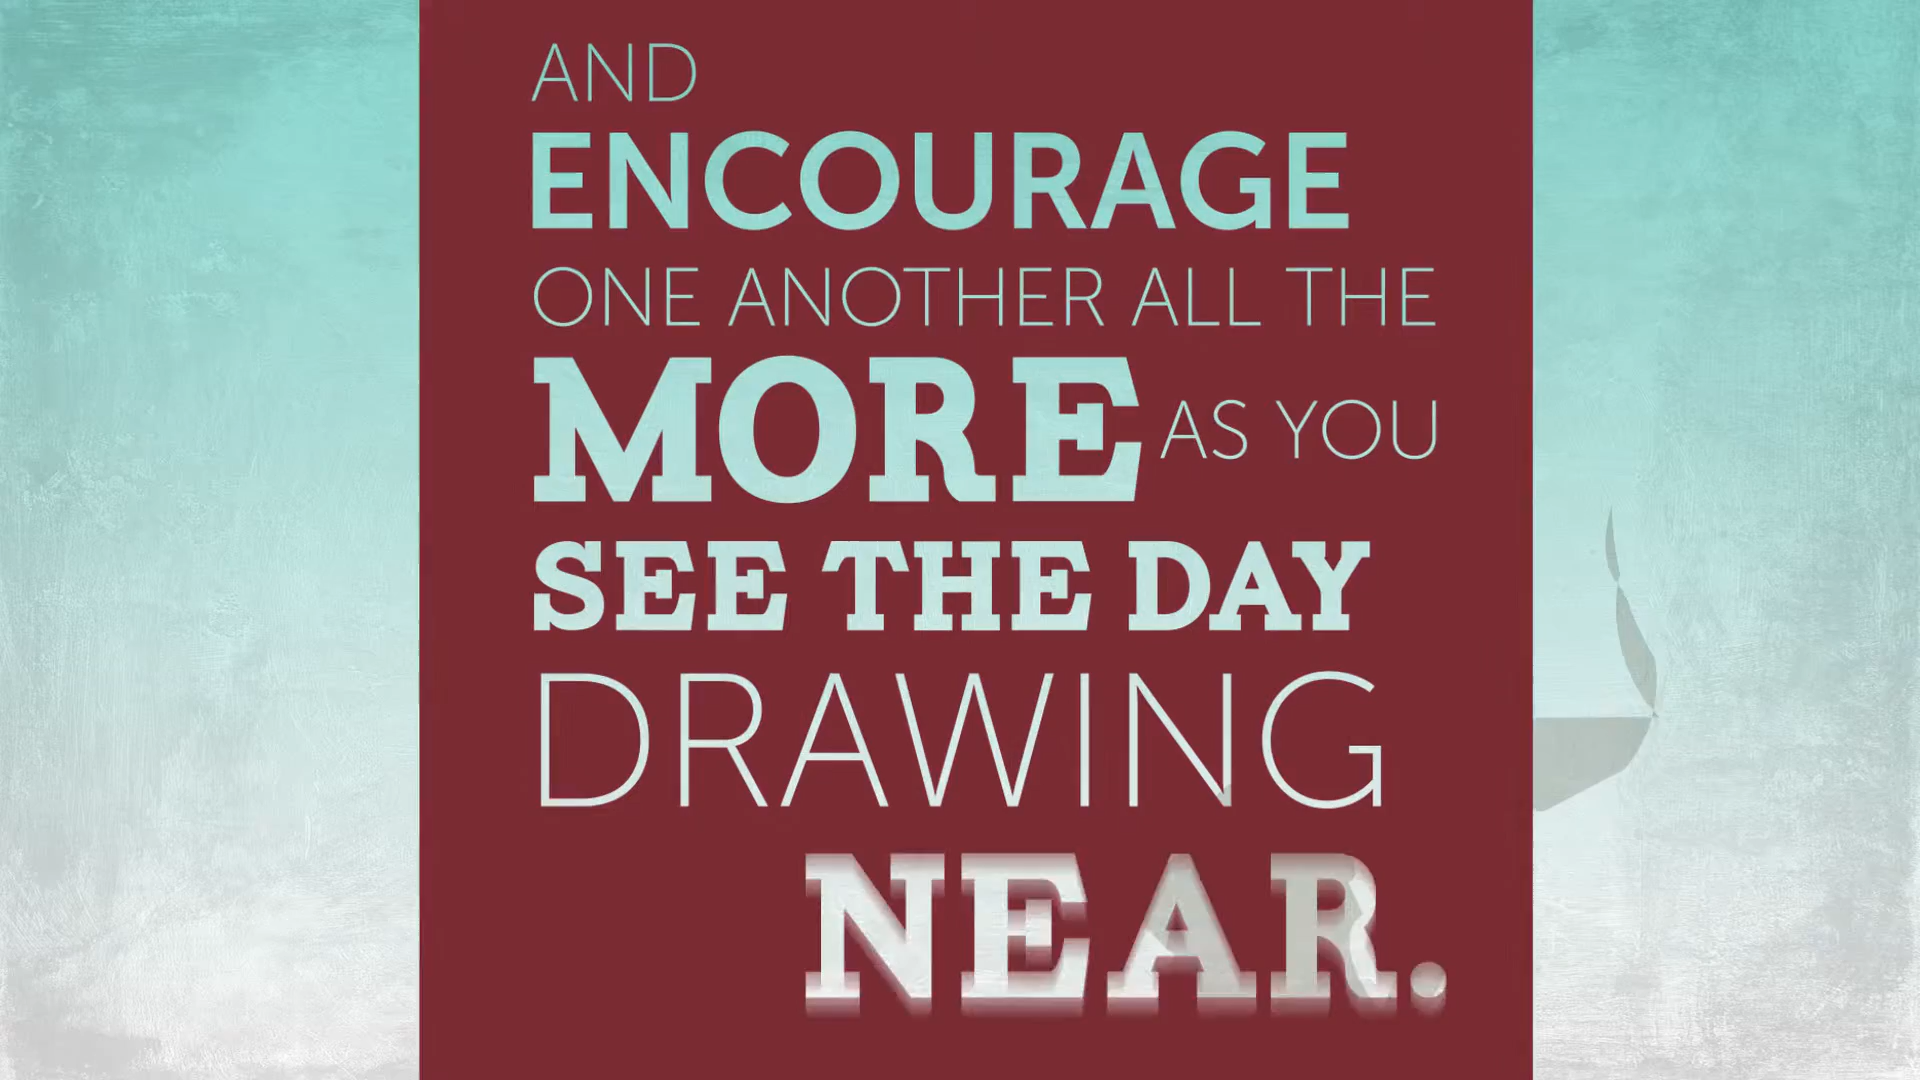 AND
ENCOURAGE
ONE ANOTHER ALL THE
MORE AS YOU
SEE THE DAY
DRAWING
NEAR.